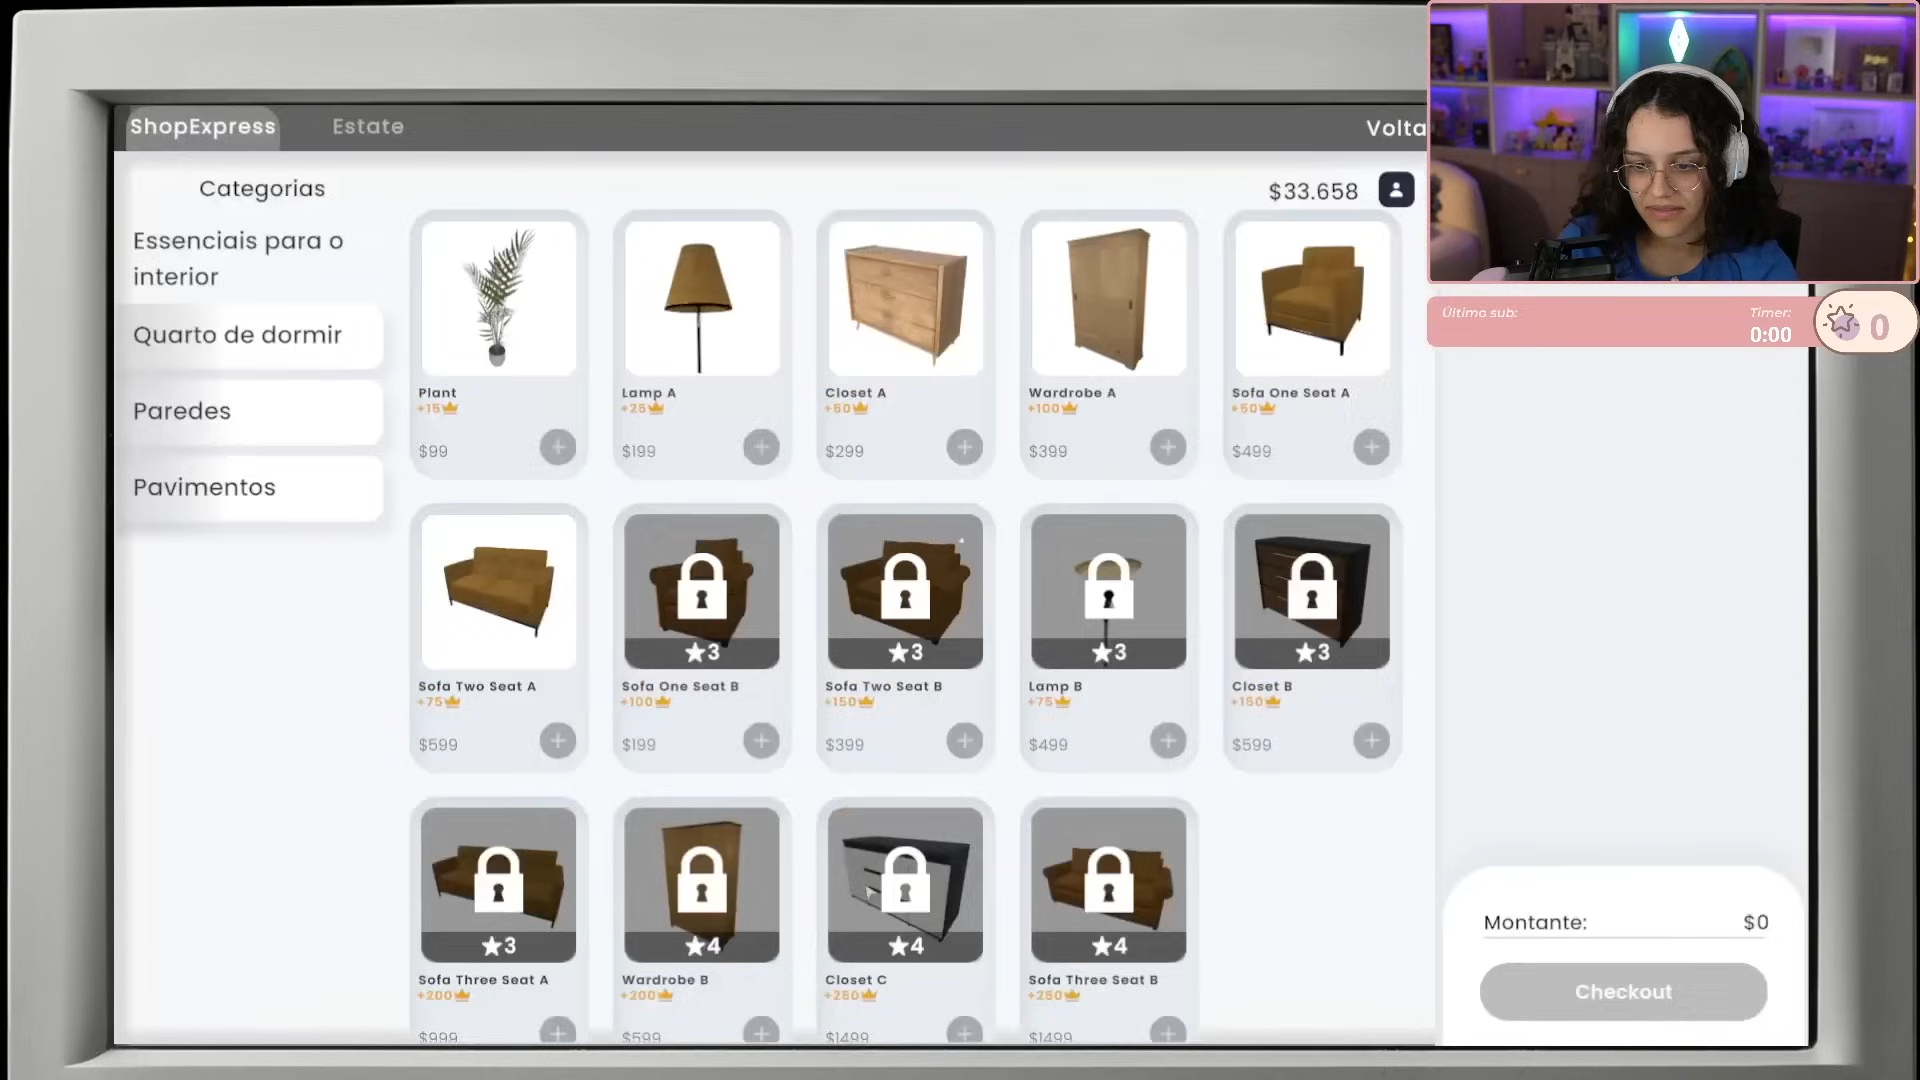 ShopExpress
Estate
Volta
Categorias
$33.658
Essenciais para o
interior
Quarto de dormir
Paredes
Pavimentos
Plant
+15
$99
Lamp A
+25
$199
Closet A
+50
$299
Wardrobe A
+100
$399
Sofa One Seat A
+50
$499
Sofa Two Seat A
+75
$599
★3
Sofa One Seat B
+100
$199
★3
Sofa Two Seat B
+150
$399
★3
Lamp B
+75
$499
★3
Closet B
+150
$599
★3
Sofa Three Seat A
+200
$999
★4
Wardrobe B
+200
$599
★4
Closet C
+250
$1499
★4
Sofa Three Seat B
+250
$1499
Último sub:
Timer:
0:00
0
Montante:
$0
Checkout